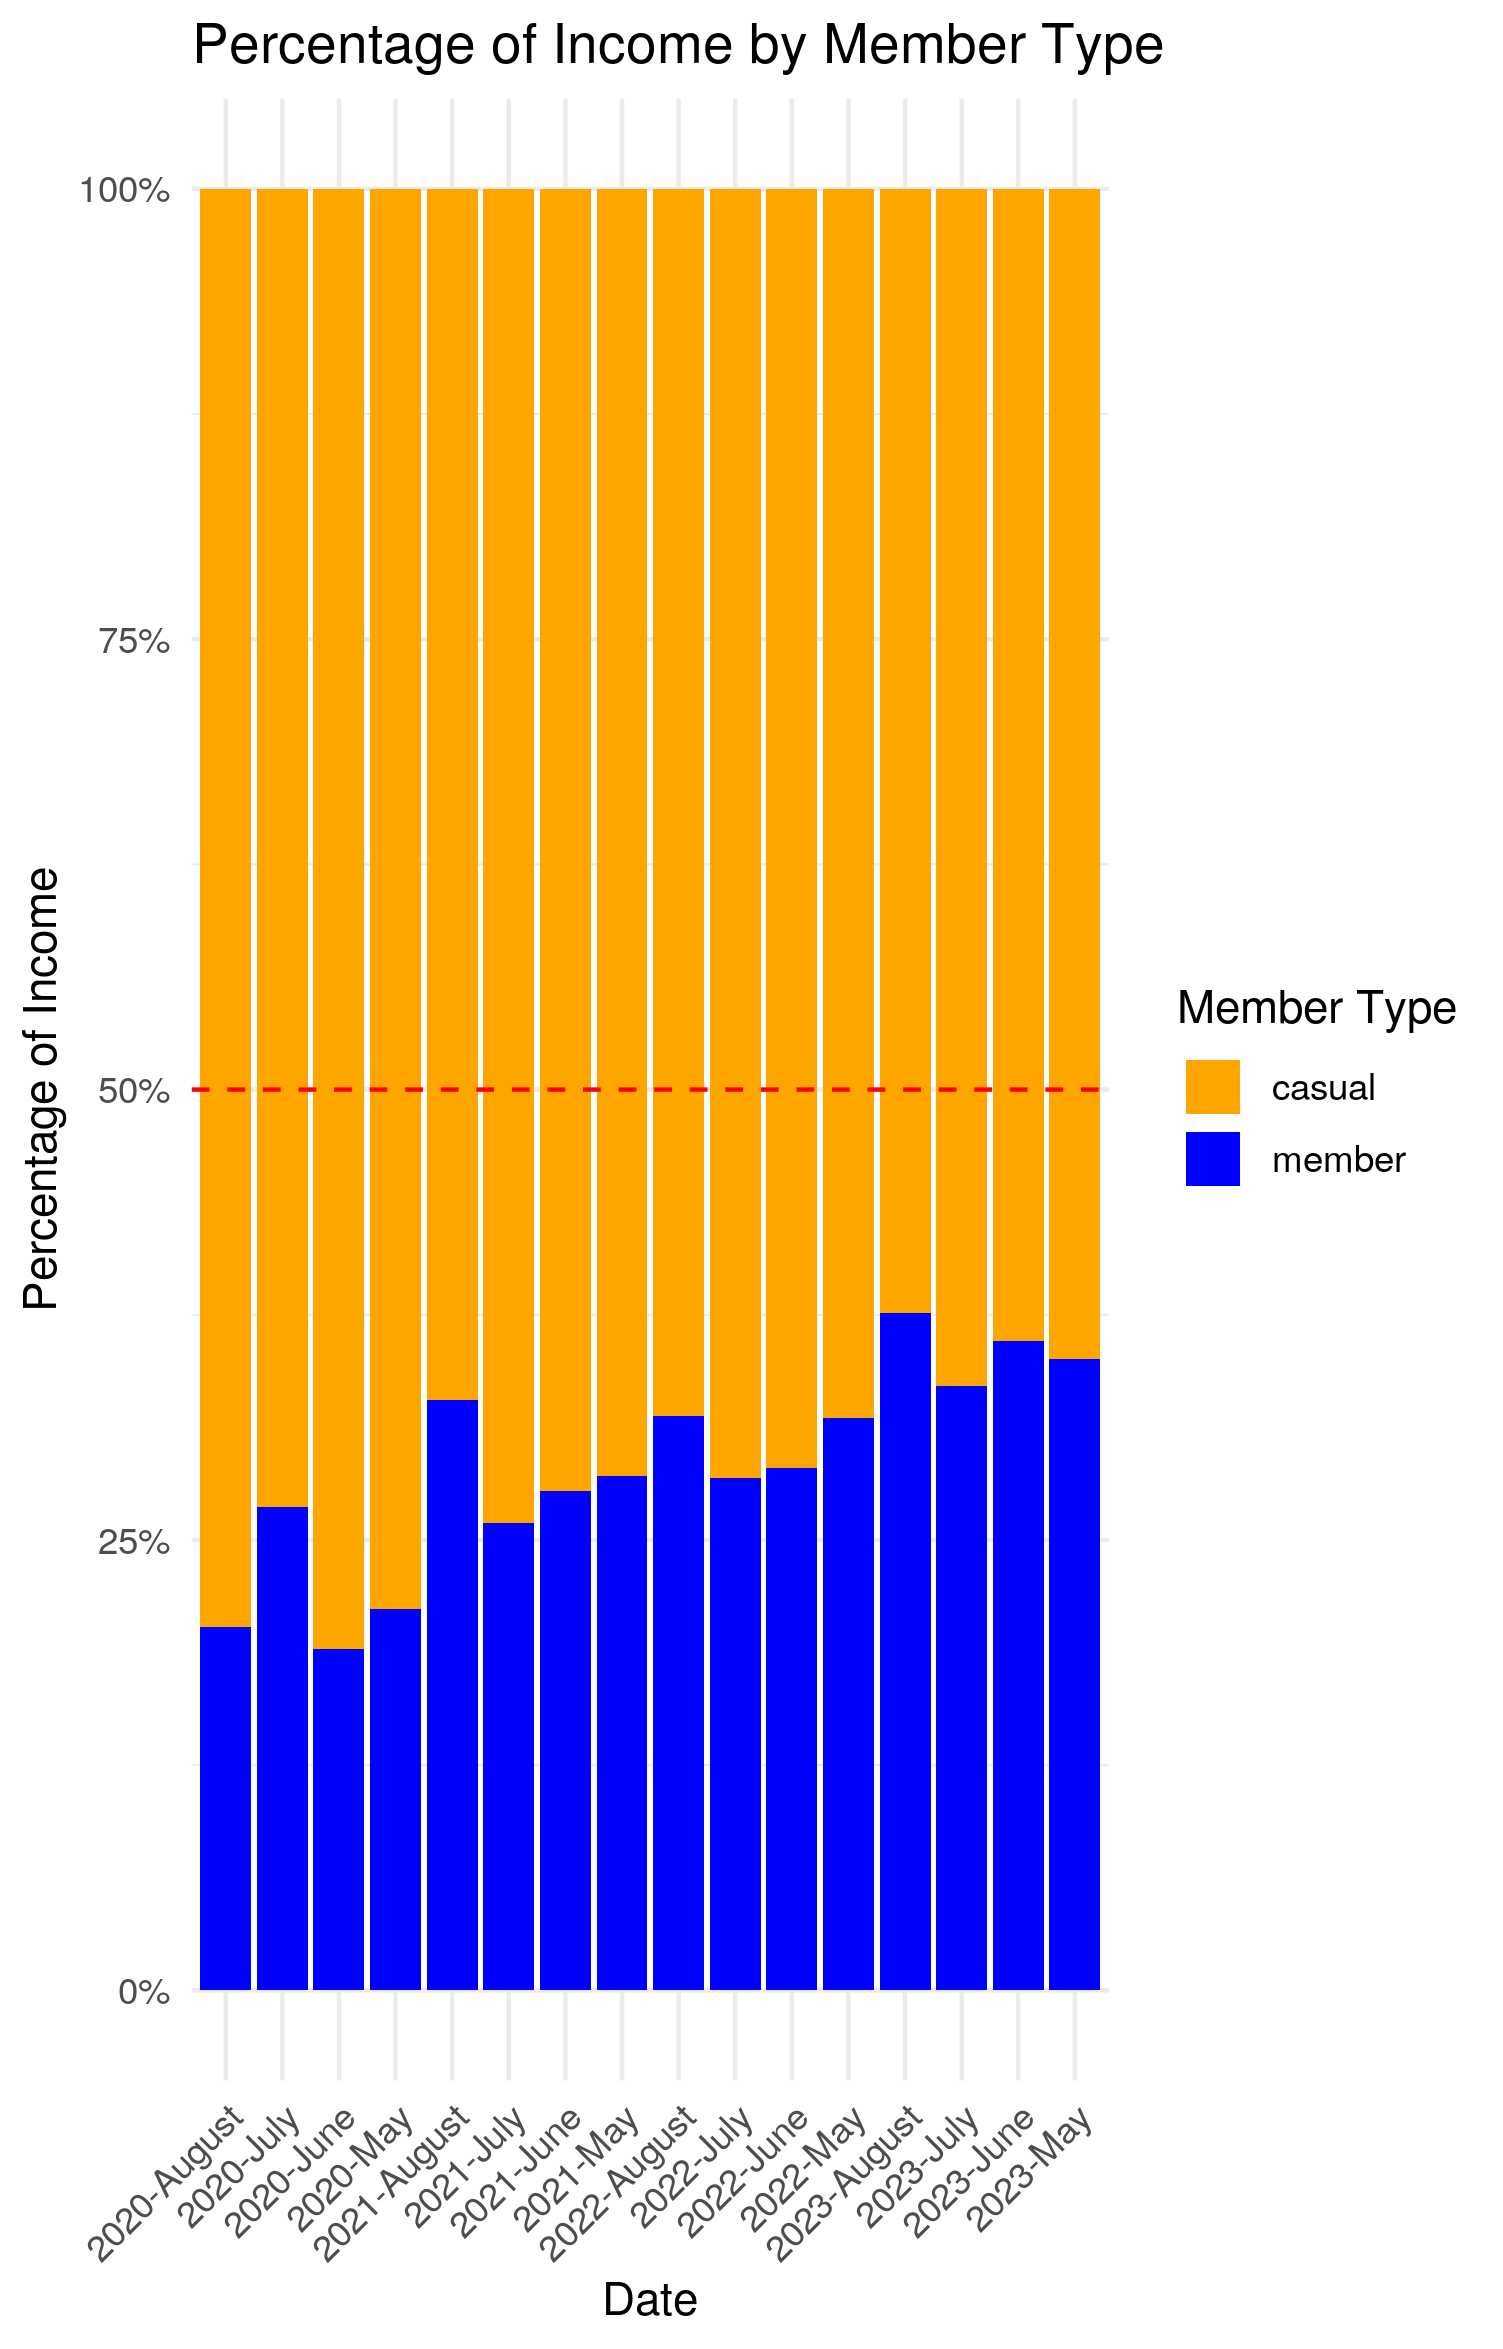 Percentage of Income by Member Type
Percentage of Income
100%
75%
50%
25%
0%
2020-August
2020-July
2020-June
2020-May
2021-August
2021-July
2021-June
2021-May
2022-August
2022-July
2022-June
2022-May
2023-August
2023-July
2023-June
2023-May
Date
Member Type
casual
member